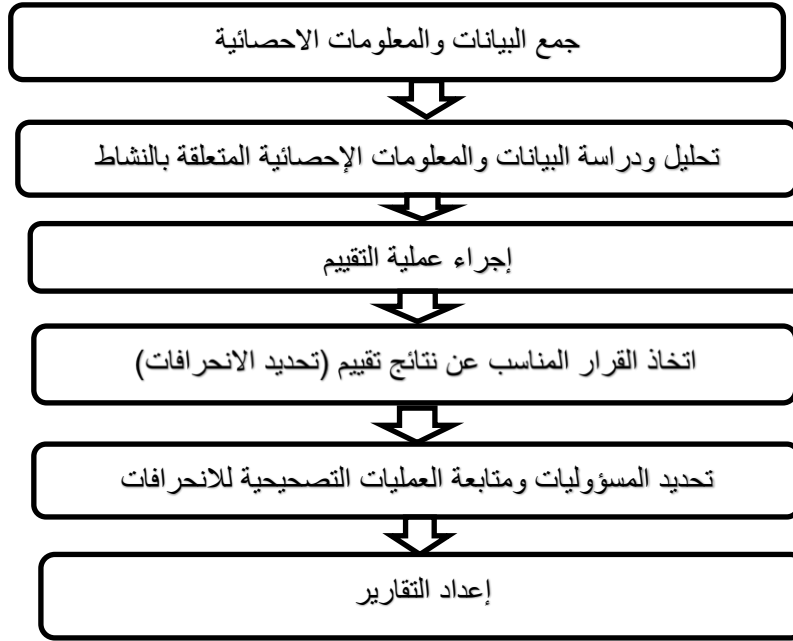 جمع البيانات والمعلومات الاحصائية
تحليل ودراسة البيانات والمعلومات الإحصائية المتعلقة بالنشاط
إجراء عملية التقييم
اتخاذ القرار المناسب عن نتائج تقييم (تحديد الانحرافات)
تحديد المسؤوليات ومتابعة العمليات التصحيحية للانحرافات
إعداد التقارير